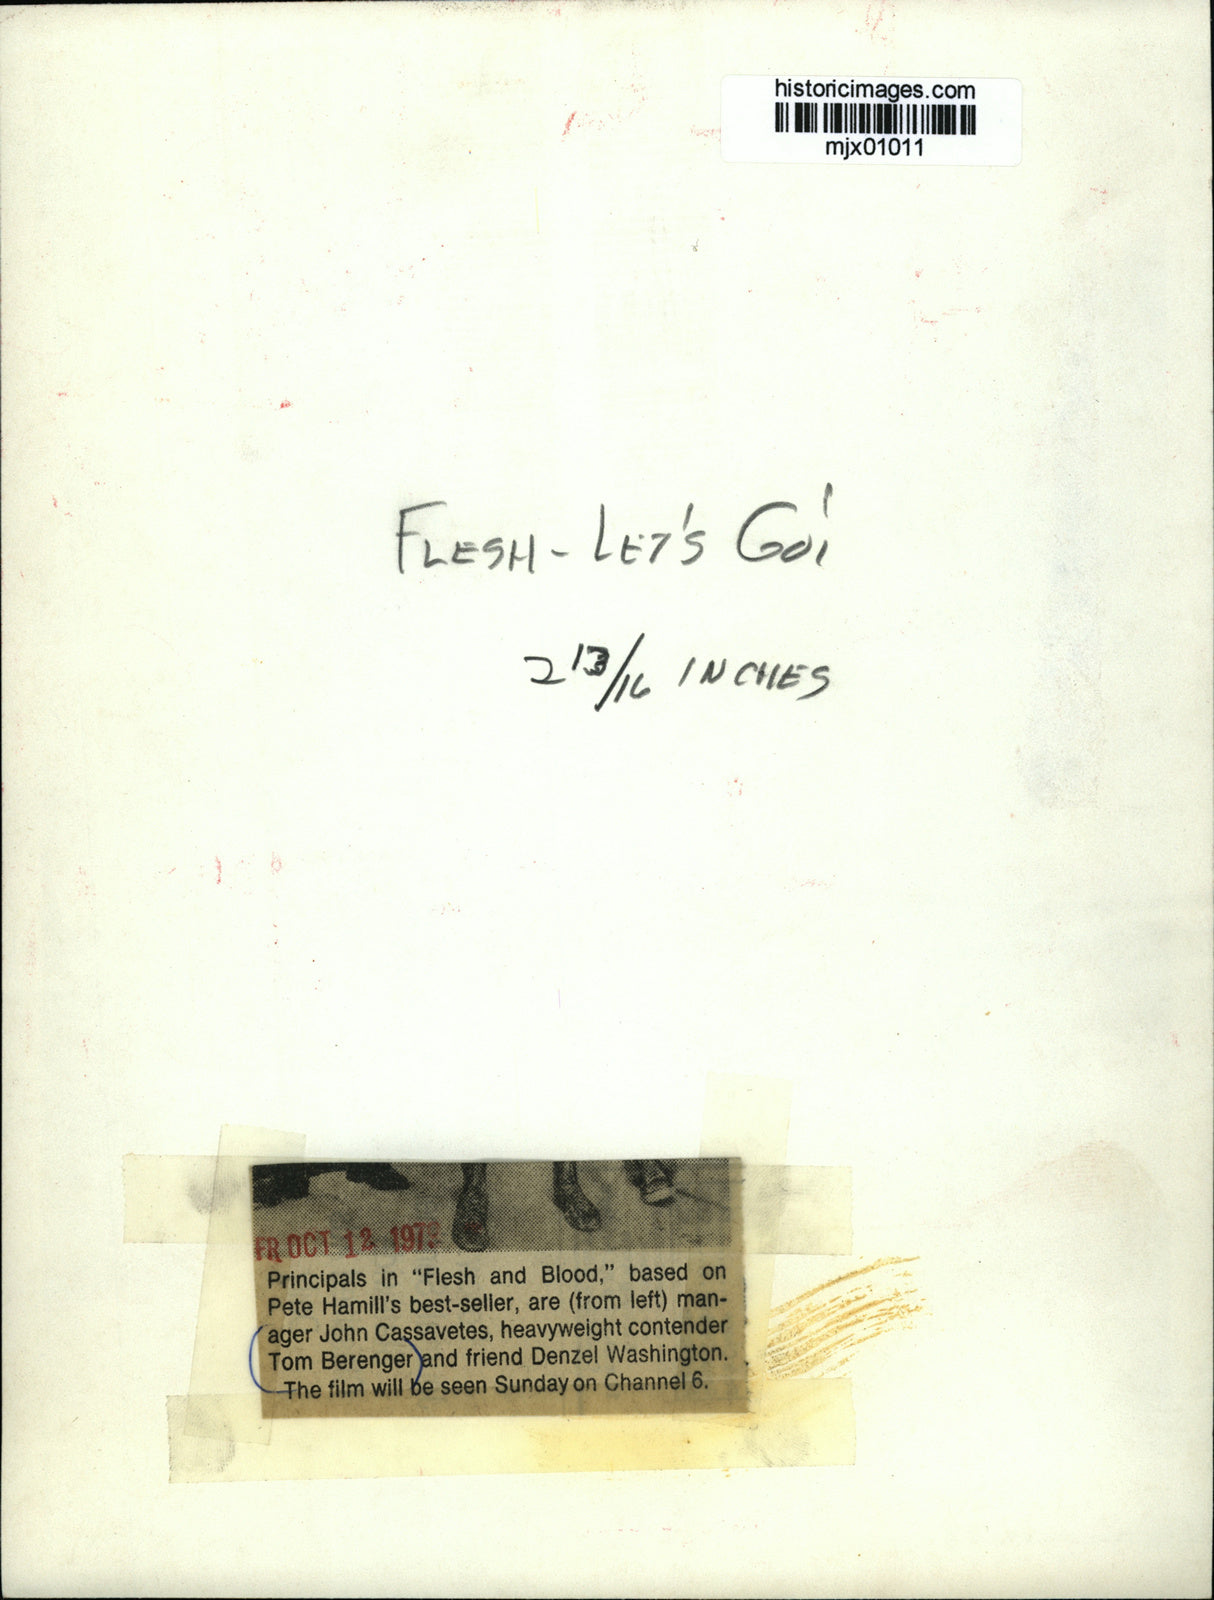 historicimages.com
mjx01011
FLESH - LET'S GO!
2 13/16 INCHES
FR OCT 12 197
Principals in "Flesh and Blood," based on
Pete Hamill's best-seller, are (from left) man-
ager John Cassavetes, heavyweight contender
Tom Berenger and friend Denzel Washington.
The film will be seen Sunday on Channel 6.